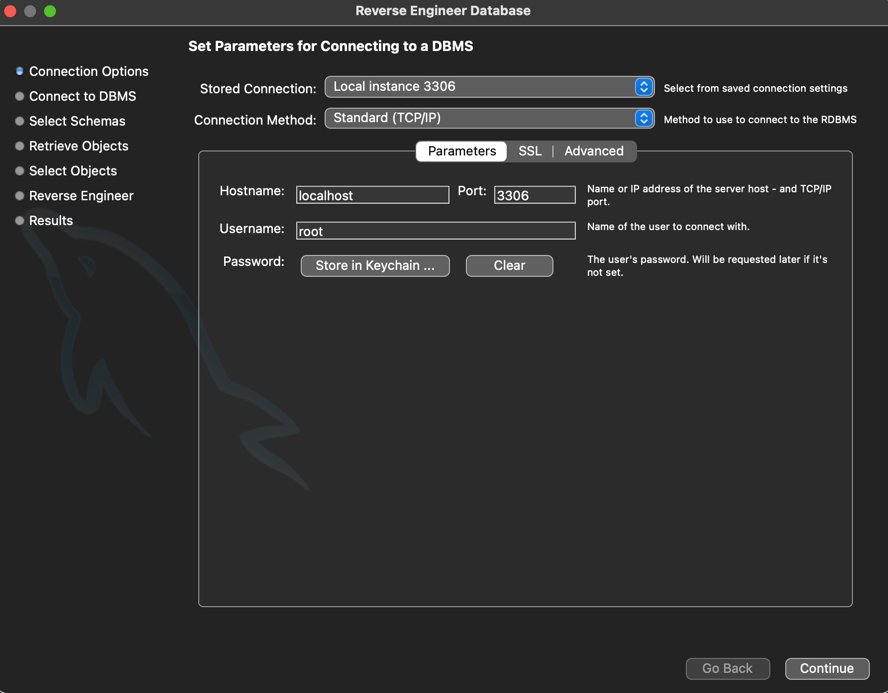 Reverse Engineer Database
Set Parameters for Connecting to a DBMS
Connection Options
Connect to DBMS
Select Schemas
Retrieve Objects
Select Objects
Reverse Engineer
Results
Stored Connection:
Local instance 3306
Select from saved connection settings
Connection Method:
Standard (TCP/IP)
Method to use to connect to the RDBMS
Parameters
SSL
Advanced
Hostname:
localhost
Port:
3306
Name or IP address of the server host - and TCP/IP
port.
Username:
root
Name of the user to connect with.
Password:
Store in Keychain ...
Clear
The user's password. Will be requested later if it's
not set.
Go Back
Continue